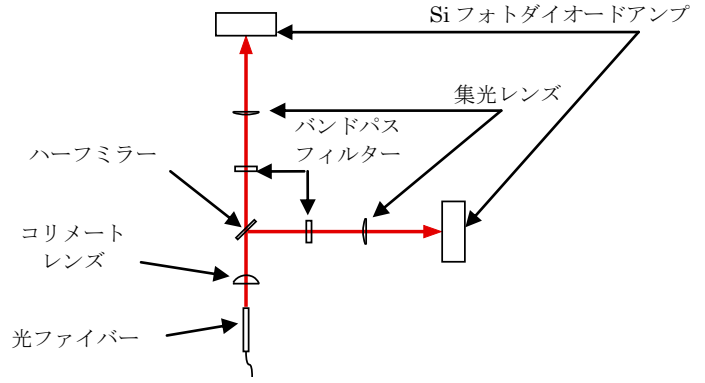 Siフォトダイオードアンプ
集光レンズ
バンドパス
フィルター
ハーフミラー
コリメート
レンズ
光ファイバー